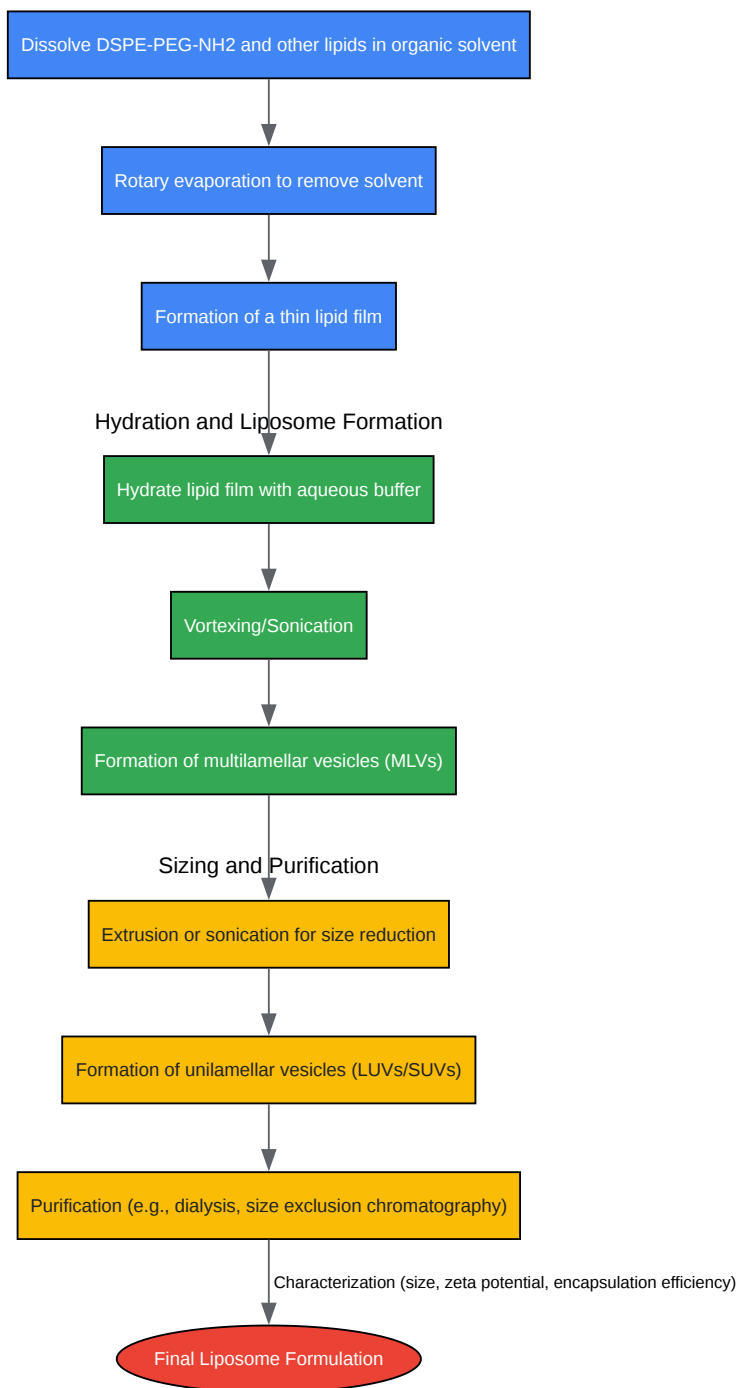 Dissolve DSPE-PEG-NH2 and other lipids in organic solvent
Rotary evaporation to remove solvent
Formation of a thin lipid film
Hydration and Liposome Formation
Hydrate lipid film with aqueous buffer
Vortexing/Sonication
Formation of multilamellar vesicles (MLVs)
Sizing and Purification
Extrusion or sonication for size reduction
Formation of unilamellar vesicles (LUVs/SUVs)
Purification (e.g., dialysis, size exclusion chromatography)
Characterization (size, zeta potential, encapsulation efficiency)
Final Liposome Formulation